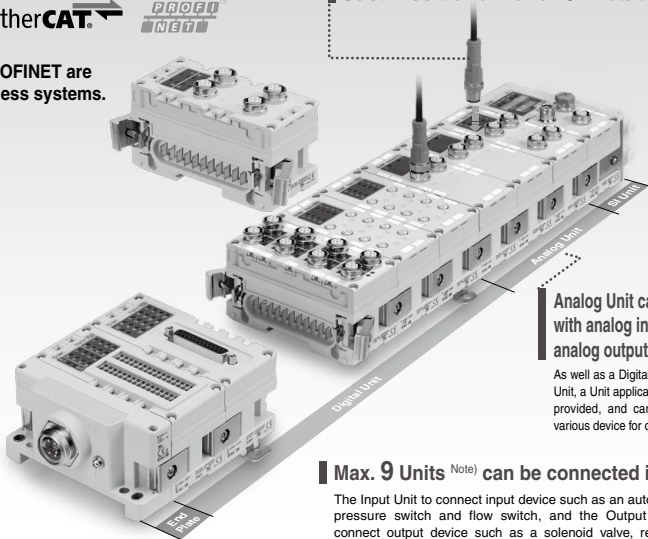 therCAT
PROFI
NET
OFINET are
ess systems.
SI Unit
Analog Unit
Digital Unit
End
Plate
Analog Unit ca
with analog in
analog output
As well as a Digital
Unit, a Unit applica
provided, and can
various device for c
Max. 9 Units Note) can be connected i
The Input Unit to connect input device such as an auto
pressure switch and flow switch, and the Output
connect output device such as a solenoid valve, re